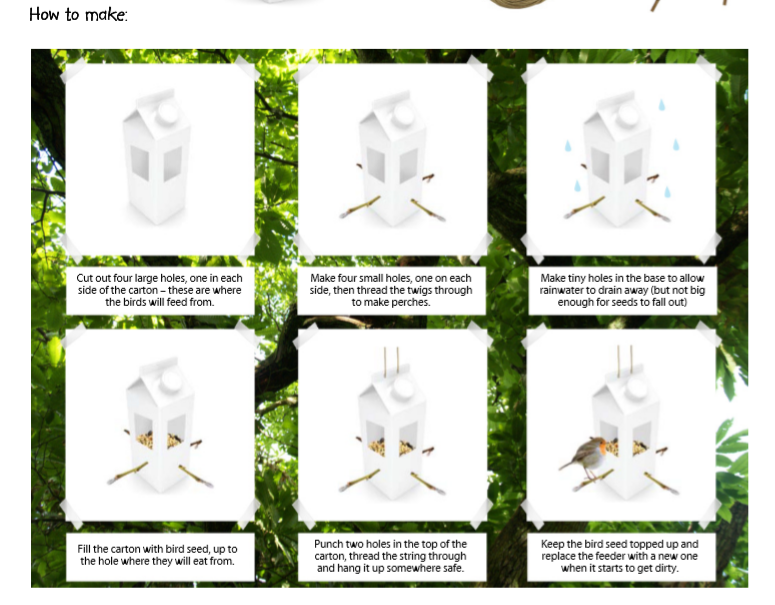 How to make:
Cut out four large holes, one in each
side of the carton – these are where
the birds will feed from.
Make four small holes, one on each
side, then thread the twigs through
to make perches.
Make tiny holes in the base to allow
rainwater to drain away (but not big
enough for seeds to fall out)
Fill the carton with bird seed, up to
the hole where they will eat from.
Punch two holes in the top of the
carton, thread the string through
and hang it up somewhere safe.
Keep the bird seed topped up and
replace the feeder with a new one
when it starts to get dirty.